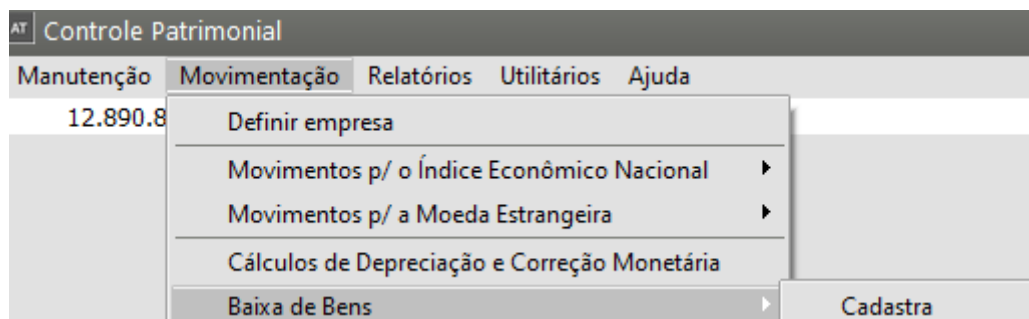 AT Controle Patrimonial
Manutenção Movimentação Relatórios Utilitários Ajuda
12.890.8
Definir empresa
Movimentos p/ o Índice Econômico Nacional
Movimentos p/ a Moeda Estrangeira
Cálculos de Depreciação e Correção Monetária
Baixa de Bens Cadastra